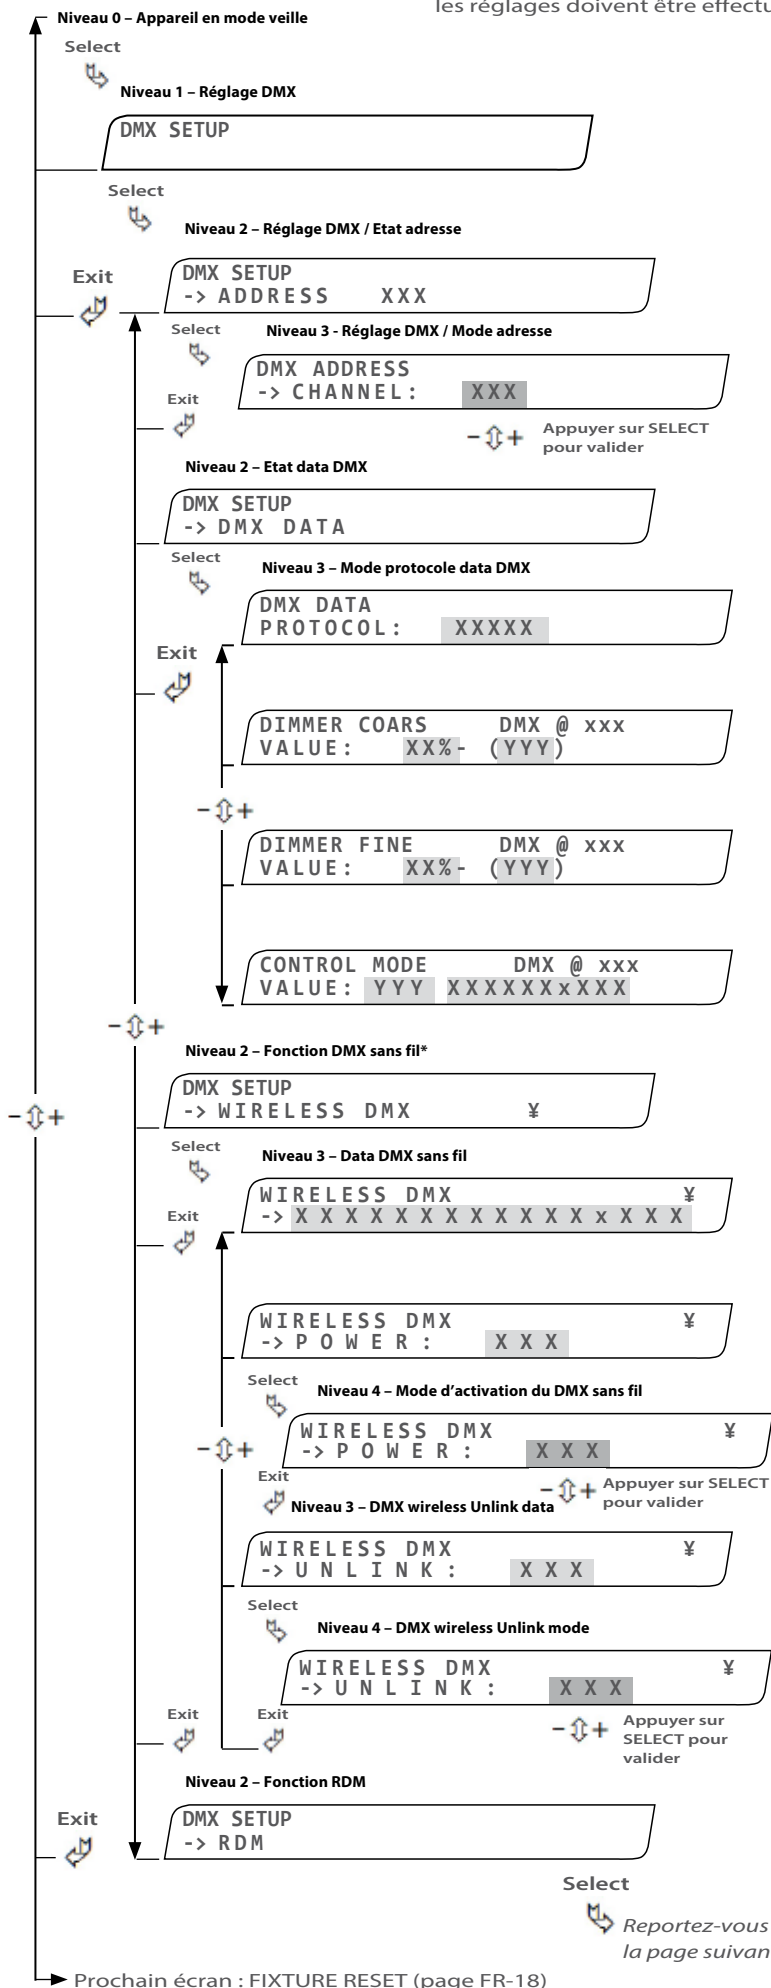 les réglages doivent être effectu
Niveau 0 – Appareil en mode veille
Select
Niveau 1 – Réglage DMX
DMX SETUP
Select
Niveau 2 – Réglage DMX / Etat adresse
Exit
DMX SETUP
-> ADDRESS XXX
Select
Niveau 3 - Réglage DMX / Mode adresse
DMX ADDRESS
-> CHANNEL: XXX
Exit
- + Appuyer sur SELECT
pour valider
Niveau 2 – Etat data DMX
DMX SETUP
-> DMX DATA
Select
Niveau 3 – Mode protocole data DMX
DMX DATA
PROTOCOL: XXXXX
Exit
DIMMER COARS DMX @ xxx
VALUE: XX%- (YYY)
- +
DIMMER FINE DMX @ xxx
VALUE: XX%- (YYY)
CONTROL MODE DMX @ xxx
VALUE: YYY XXXXXXxXXX
- +
Niveau 2 – Fonction DMX sans fil*
DMX SETUP
-> WIRELESS DMX ¥
- +
Select
Niveau 3 – Data DMX sans fil
WIRELESS DMX ¥
-> X X X X X X X X X X X X x X X X
Exit
WIRELESS DMX ¥
-> P O W E R : X X X
Select
Niveau 4 – Mode d’activation du DMX sans fil
WIRELESS DMX ¥
-> P O W E R : X X X
- +
Exit
- + Appuyer sur SELECT
pour valider
Niveau 3 – DMX wireless Unlink data
WIRELESS DMX ¥
-> U N L I N K : X X X
Select
Niveau 4 – DMX wireless Unlink mode
WIRELESS DMX ¥
-> U N L I N K : X X X
Exit
Exit
- + Appuyer sur
SELECT pour
valider
Niveau 2 – Fonction RDM
Exit
DMX SETUP
-> RDM
Select
Reportez-vous
la page suivan
Prochain écran : FIXTURE RESET (page FR-18)